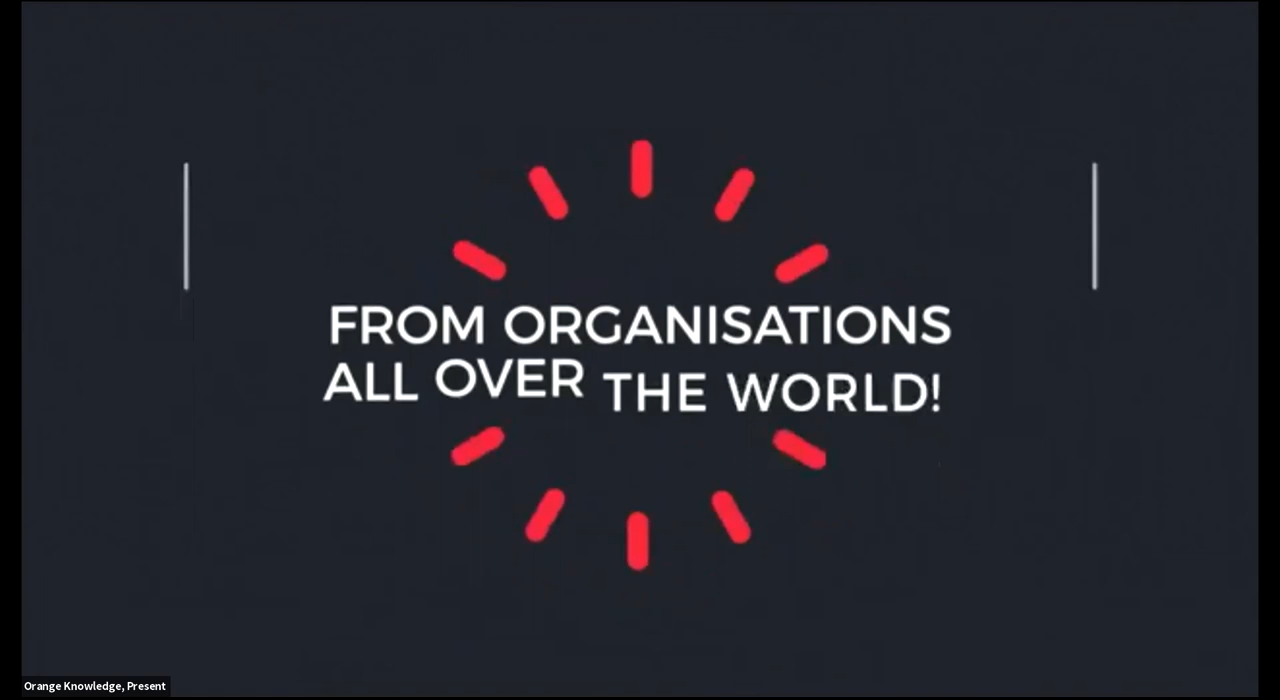 FROM ORGANISATIONS
ALL OVER THE WORLD!
Orange Knowledge, Present